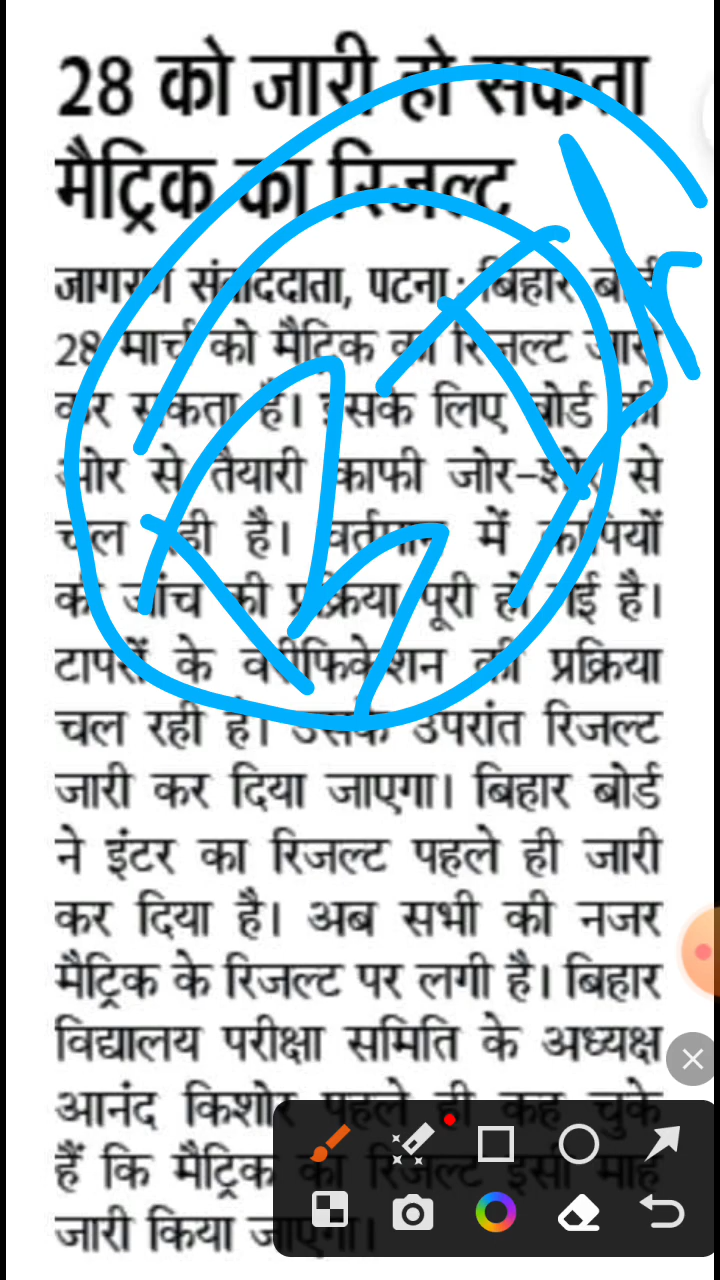 28 को जारी हो सकता
मैट्रिक का रिजल्ट
जागरण संवाददाता, पटना : बिहार बोर्ड
28 मार्च को मैट्रिक का रिजल्ट जारी
कर सकता है। इसके लिए बोर्ड की
ओर से तैयारी काफी जोर-शोर से
चल रही है। वर्तमान में कापियों
की जांच की प्रक्रिया पूरी हो गई है।
टापरों के वरीफिकेशन की प्रक्रिया
चल रही है। उसके उपरांत रिजल्ट
जारी कर दिया जाएगा। बिहार बोर्ड
ने इंटर का रिजल्ट पहले ही जारी
कर दिया है। अब सभी की नजर
मैट्रिक के रिजल्ट पर लगी है। बिहार
विद्यालय परीक्षा समिति के अध्यक्ष
आनंद किशोर पहले ही कह चुके
हैं कि मैट्रिक का रिजल्ट इसी माह
जारी किया जाएगा।